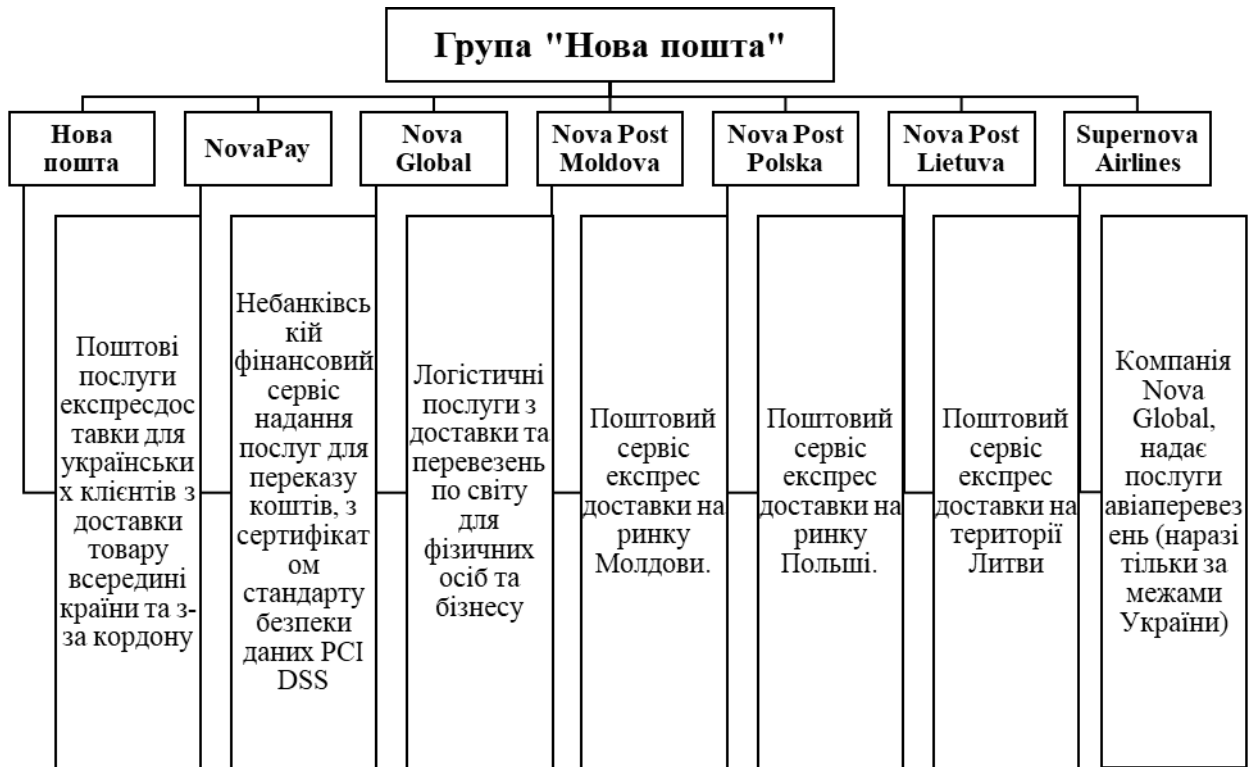 Група "Нова пошта"
Нова
пошта
NovaPay
Nova
Global
Nova Post
Moldova
Nova Post
Polska
Nova Post
Lietuva
Supernova
Airlines
Поштові
послуги
експресдос
тавки для
українськи
х клієнтів з
доставки
товару
всередині
країни та з-
за кордону
Небанківсь
кій
фінансовий
сервіс
надання
послуг для
переказу
коштів, з
сертифікат
ом
стандарту
безпеки
даних PCI
DSS
Логістичні
послуги з
доставки та
перевезень
по світу
для
фізичних
осіб та
бізнесу
Поштовий
сервіс
експрес
доставки на
ринку
Молдови.
Поштовий
сервіс
експрес
доставки на
ринку
Польші.
Поштовий
сервіс
експрес
доставки на
території
Литви
Компанія
Nova
Global,
надає
послуги
авіаперевез
ень (наразі
тільки за
межами
України)